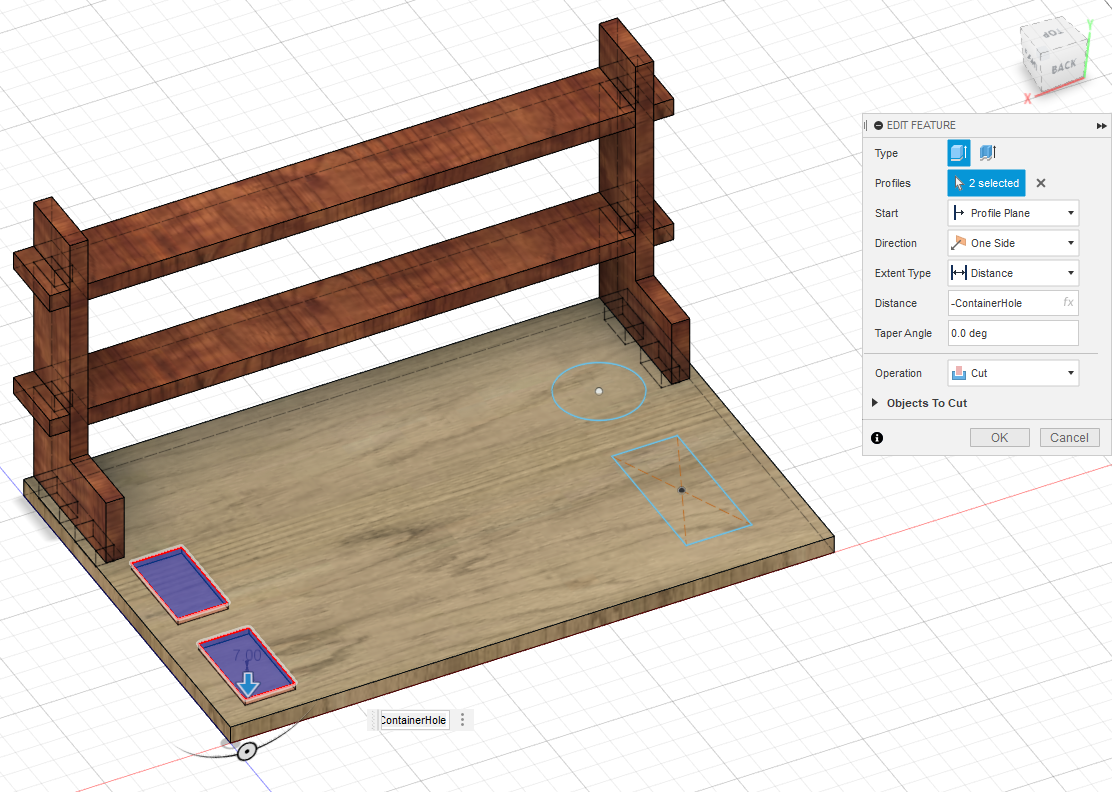 TOP
BACK
Y
X
EDIT FEATURE
Type
Profiles
2 selected
Start
Profile Plane
Direction
One Side
Extent Type
Distance
Distance
-ContainerHole
fx
Taper Angle
0.0 deg
Operation
Cut
Objects To Cut
OK
Cancel
7.00
ContainerHole